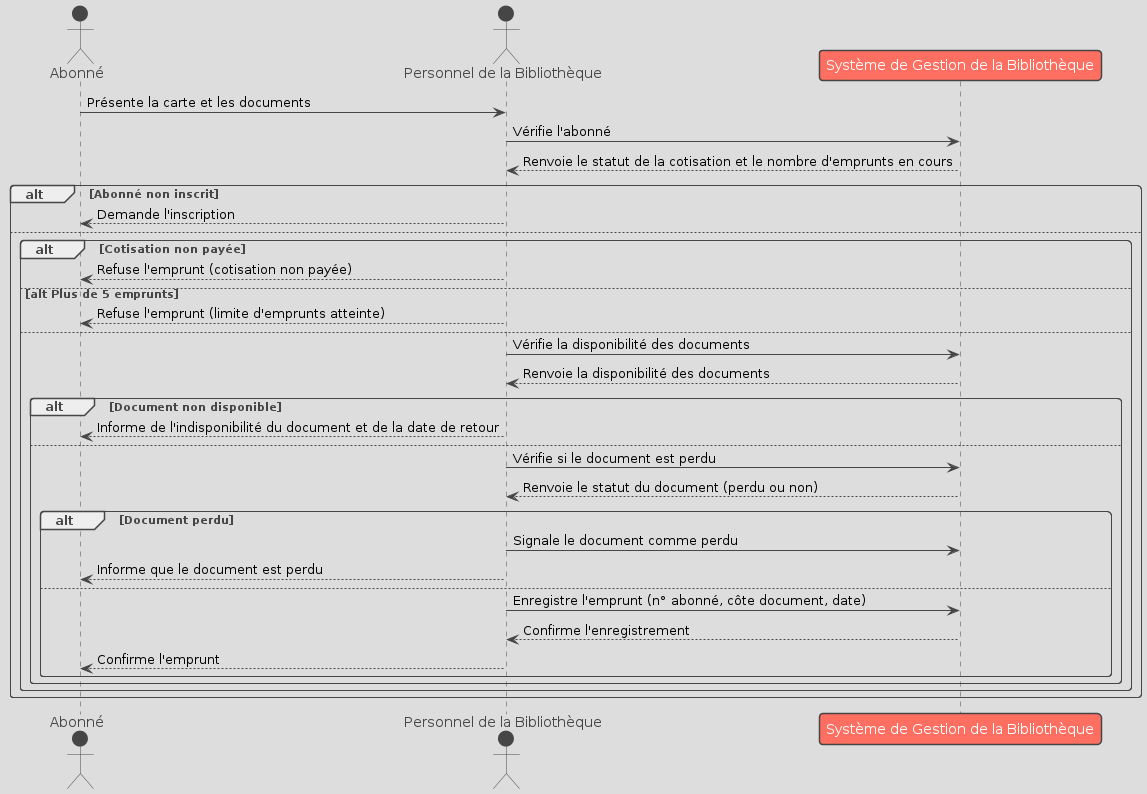 Abonné
Personnel de la Bibliothèque
Système de Gestion de la Bibliothèque
Présente la carte et les documents
Vérifie l'abonné
Renvoie le statut de la cotisation et le nombre d'emprunts en cours
alt [Abonné non inscrit]
Demande l'inscription
alt [Cotisation non payée]
Refuse l'emprunt (cotisation non payée)
[alt Plus de 5 emprunts]
Refuse l'emprunt (limite d'emprunts atteinte)
Vérifie la disponibilité des documents
Renvoie la disponibilité des documents
alt [Document non disponible]
Informe de l'indisponibilité du document et de la date de retour
Vérifie si le document est perdu
Renvoie le statut du document (perdu ou non)
alt [Document perdu]
Signale le document comme perdu
Informe que le document est perdu
Enregistre l'emprunt (n° abonné, côte document, date)
Confirme l'enregistrement
Confirme l'emprunt
Abonné
Personnel de la Bibliothèque
Système de Gestion de la Bibliothèque